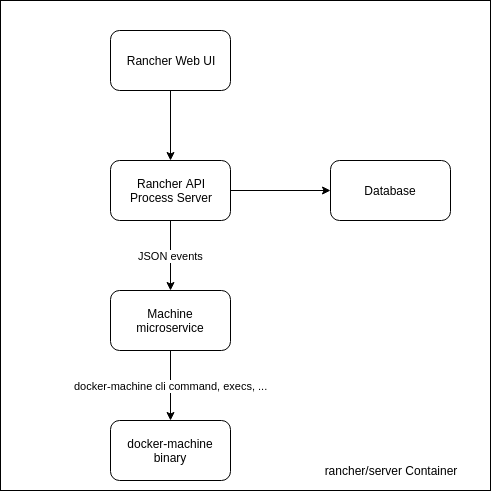 Rancher Web UI
Rancher API
Process Server
Database
JSON events
Machine
microservice
docker-machine cli command, execs, ...
docker-machine
binary
rancher/server Container